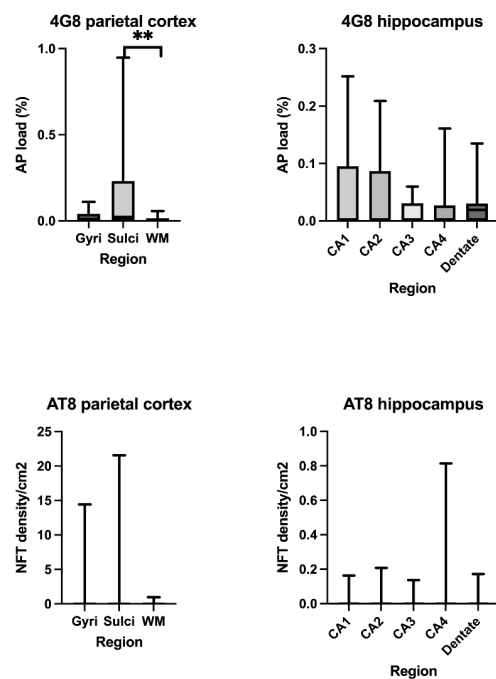 4G8 parietal cortex
**
1.0
0.5
0.0
AP load (%)
Gyri Sulci WM
Region
4G8 hippocampus
0.3
0.2
0.1
0.0
AP load (%)
CA1 CA2 CA3 CA4 Dentate
Region
AT8 parietal cortex
25
20
15
10
5
0
NFT density/cm2
Gyri Sulci WM
Region
AT8 hippocampus
1.0
0.8
0.6
0.4
0.2
0.0
NFT density/cm2
CA1 CA2 CA3 CA4 Dentate
Region